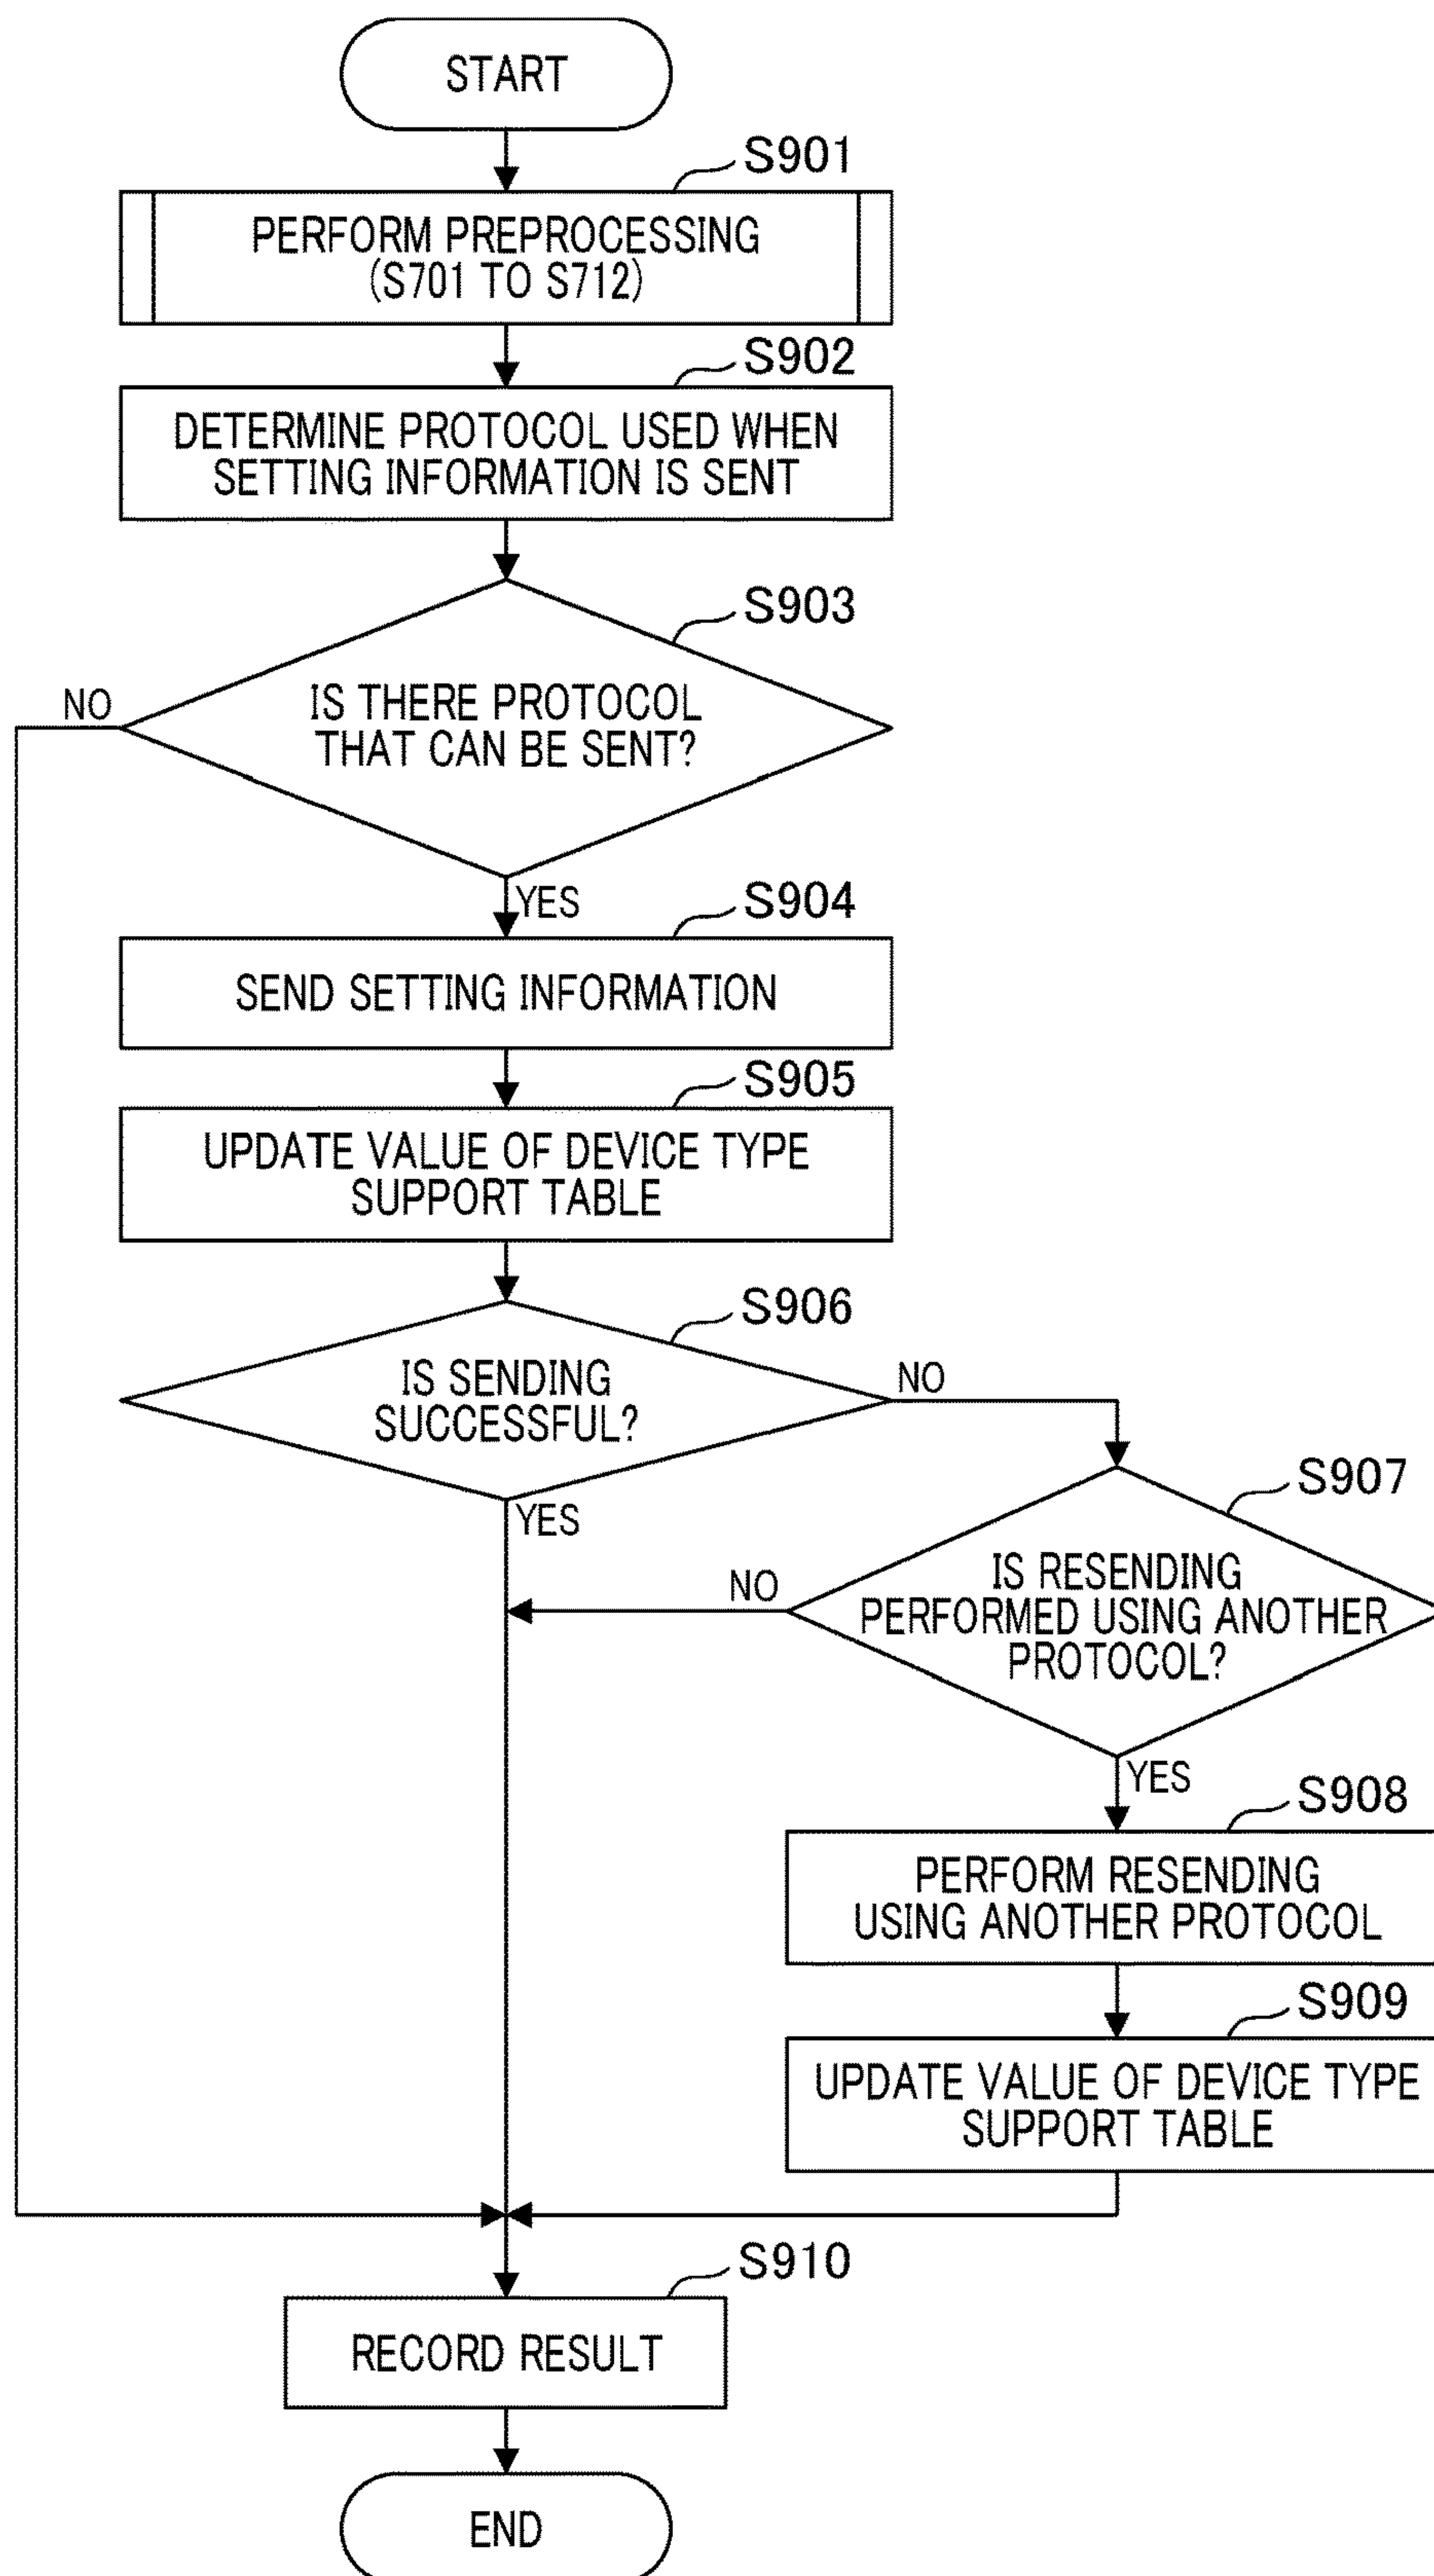 START
S901
PERFORM PREPROCESSING
(S701 TO S712)
S902
DETERMINE PROTOCOL USED WHEN
SETTING INFORMATION IS SENT
S903
IS THERE PROTOCOL
THAT CAN BE SENT?
NO
YES
S904
SEND SETTING INFORMATION
S905
UPDATE VALUE OF DEVICE TYPE
SUPPORT TABLE
S906
IS SENDING
SUCCESSFUL?
NO
YES
S907
IS RESENDING
PERFORMED USING ANOTHER
PROTOCOL?
NO
YES
S908
PERFORM RESENDING
USING ANOTHER PROTOCOL
S909
UPDATE VALUE OF DEVICE TYPE
SUPPORT TABLE
S910
RECORD RESULT
END